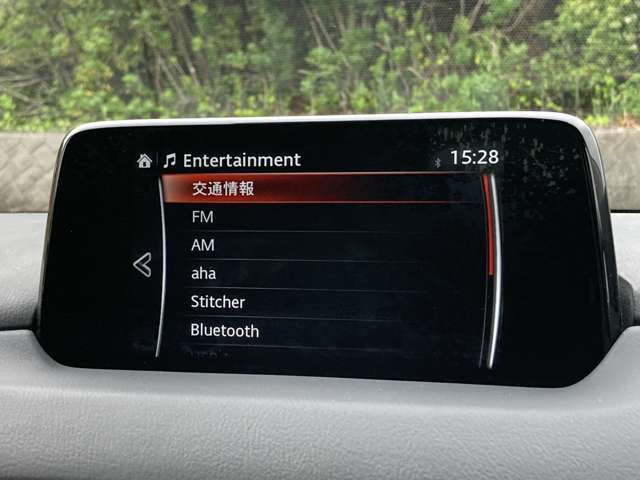 Entertainment 15:28
交通情報
FM
AM
aha
Stitcher
Bluetooth